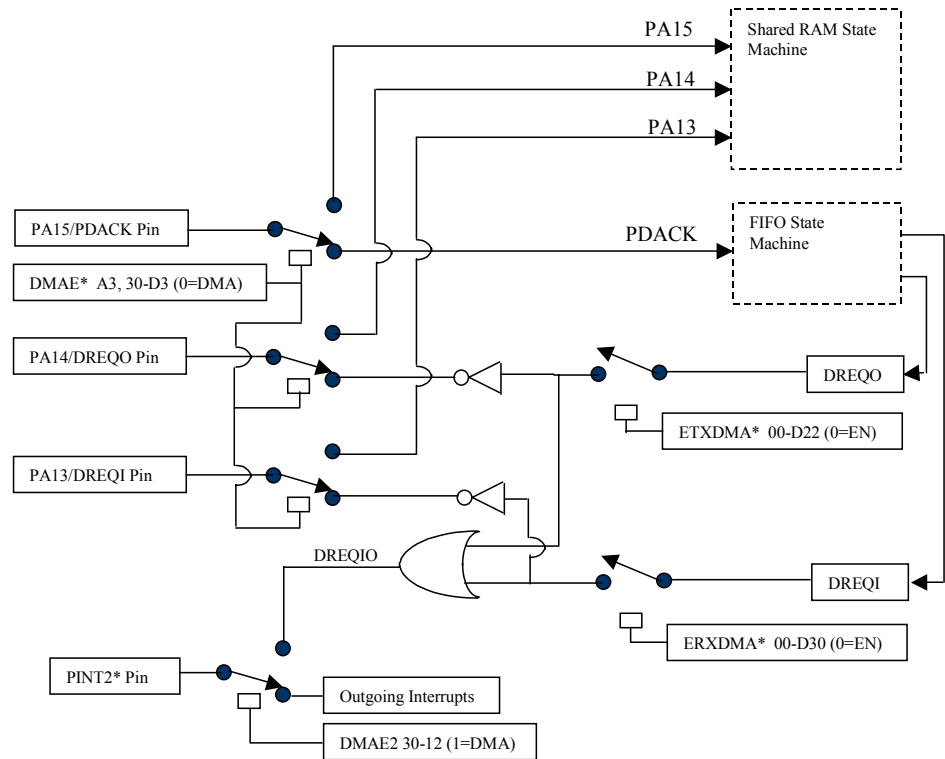 PA15
Shared RAM State
Machine
PA14
PA13
PA15/PDACK Pin
PDACK
FIFO State
Machine
DMAE*  A3, 30-D3 (0=DMA)
PA14/DREQO Pin
DREQO
ETXDMA*  00-D22 (0=EN)
PA13/DREQI Pin
DREQIO
DREQI
ERXDMA*  00-D30 (0=EN)
PINT2* Pin
Outgoing Interrupts
DMAE2 30-12 (1=DMA)